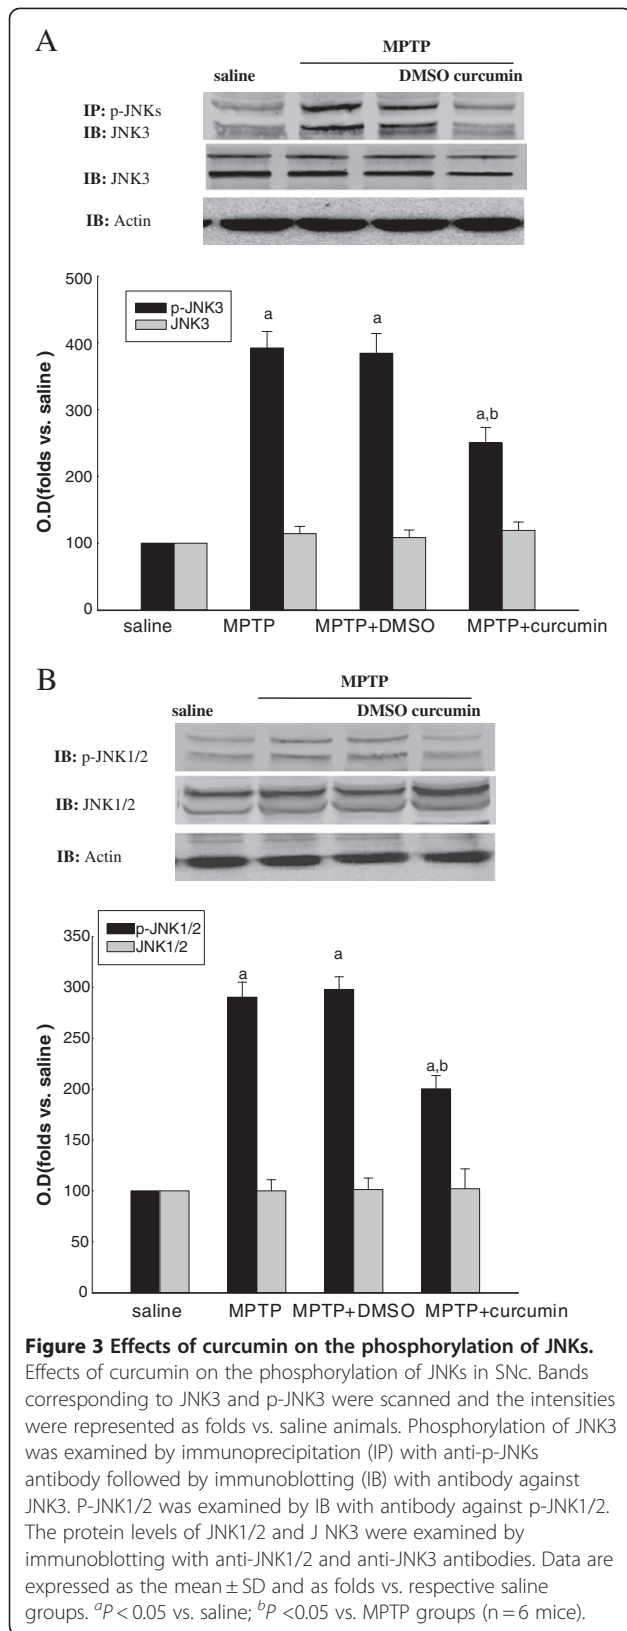 A
MPTP
saline DMSO curcumin
IP: p-JNKs
IB: JNK3
IB: JNK3
IB: Actin
500
400
300
200
100
0
O.D(folds vs. saline )
p-JNK3
JNK3
a
a
a,b
saline MPTP MPTP+DMSO MPTP+curcumin
B
MPTP
saline DMSO curcumin
IB: p-JNK1/2
IB: JNK1/2
IB: Actin
350
300
250
200
150
100
50
0
O.D(folds vs. saline)
p-JNK1/2
JNK1/2
a
a
a,b
saline MPTP MPTP+DMSO MPTP+curcumin
Figure 3 Effects of curcumin on the phosphorylation of JNKs.
Effects of curcumin on the phosphorylation of JNKs in SNc. Bands
corresponding to JNK3 and p-JNK3 were scanned and the intensities
were represented as folds vs. saline animals. Phosphorylation of JNK3
was examined by immunoprecipitation (IP) with anti-p-JNKs
antibody followed by immunoblotting (IB) with antibody against
JNK3. P-JNK1/2 was examined by IB with antibody against p-JNK1/2.
The protein levels of JNK1/2 and J NK3 were examined by
immunoblotting with anti-JNK1/2 and anti-JNK3 antibodies. Data are
expressed as the mean ± SD and as folds vs. respective saline
groups. ᵃP < 0.05 vs. saline; ᵇP <0.05 vs. MPTP groups (n = 6 mice).